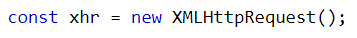 const xhr = new XMLHttpRequest();